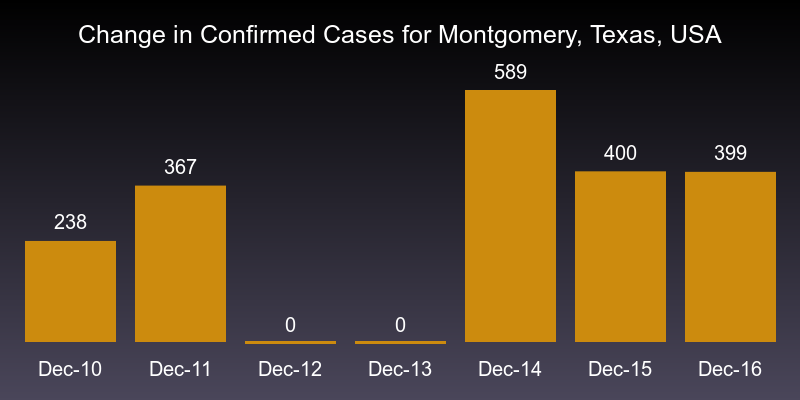 Change in Confirmed Cases for Montgomery, Texas, USA
589
367
400
399
238
0
0
Dec-10
Dec-11
Dec-12
Dec-13
Dec-14
Dec-15
Dec-16